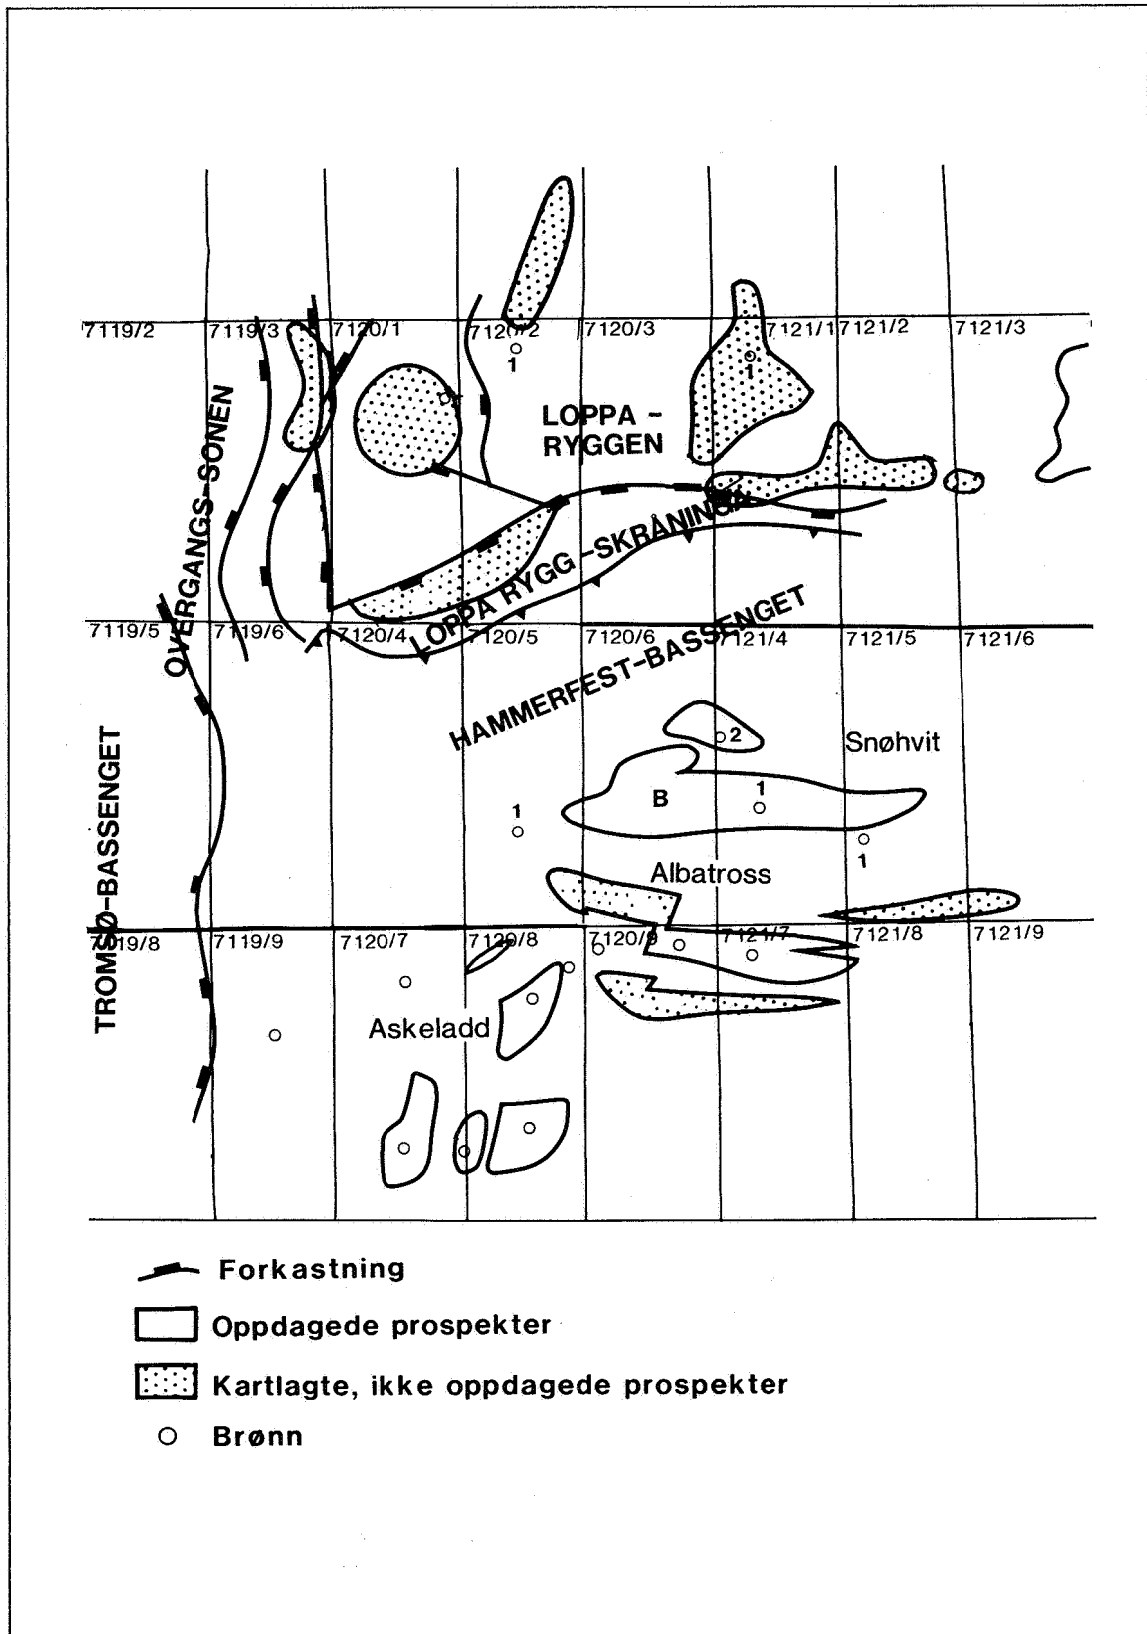 7119/2 7119/3 7120/1 7120/2 7120/3 7121/1 7121/2 7121/3
1
1
LOPPA -
RYGGEN
OVERGANGS-SONEN
LOPPA RYGG-SKRÅNINGA
7119/5 7119/6 7120/4 7120/5 7120/6 7121/4 7121/5 7121/6
HAMMERFEST-BASSENGET
TROMSØ-BASSENGET
2
Snøhvit
B
1
1
1
Albatross
7119/8 7119/9 7120/7 7120/8 7120/9 7121/7 7121/8 7121/9
Askeladd
Forkastning
Oppdagede prospekter
Kartlagte, ikke oppdagede prospekter
Brønn